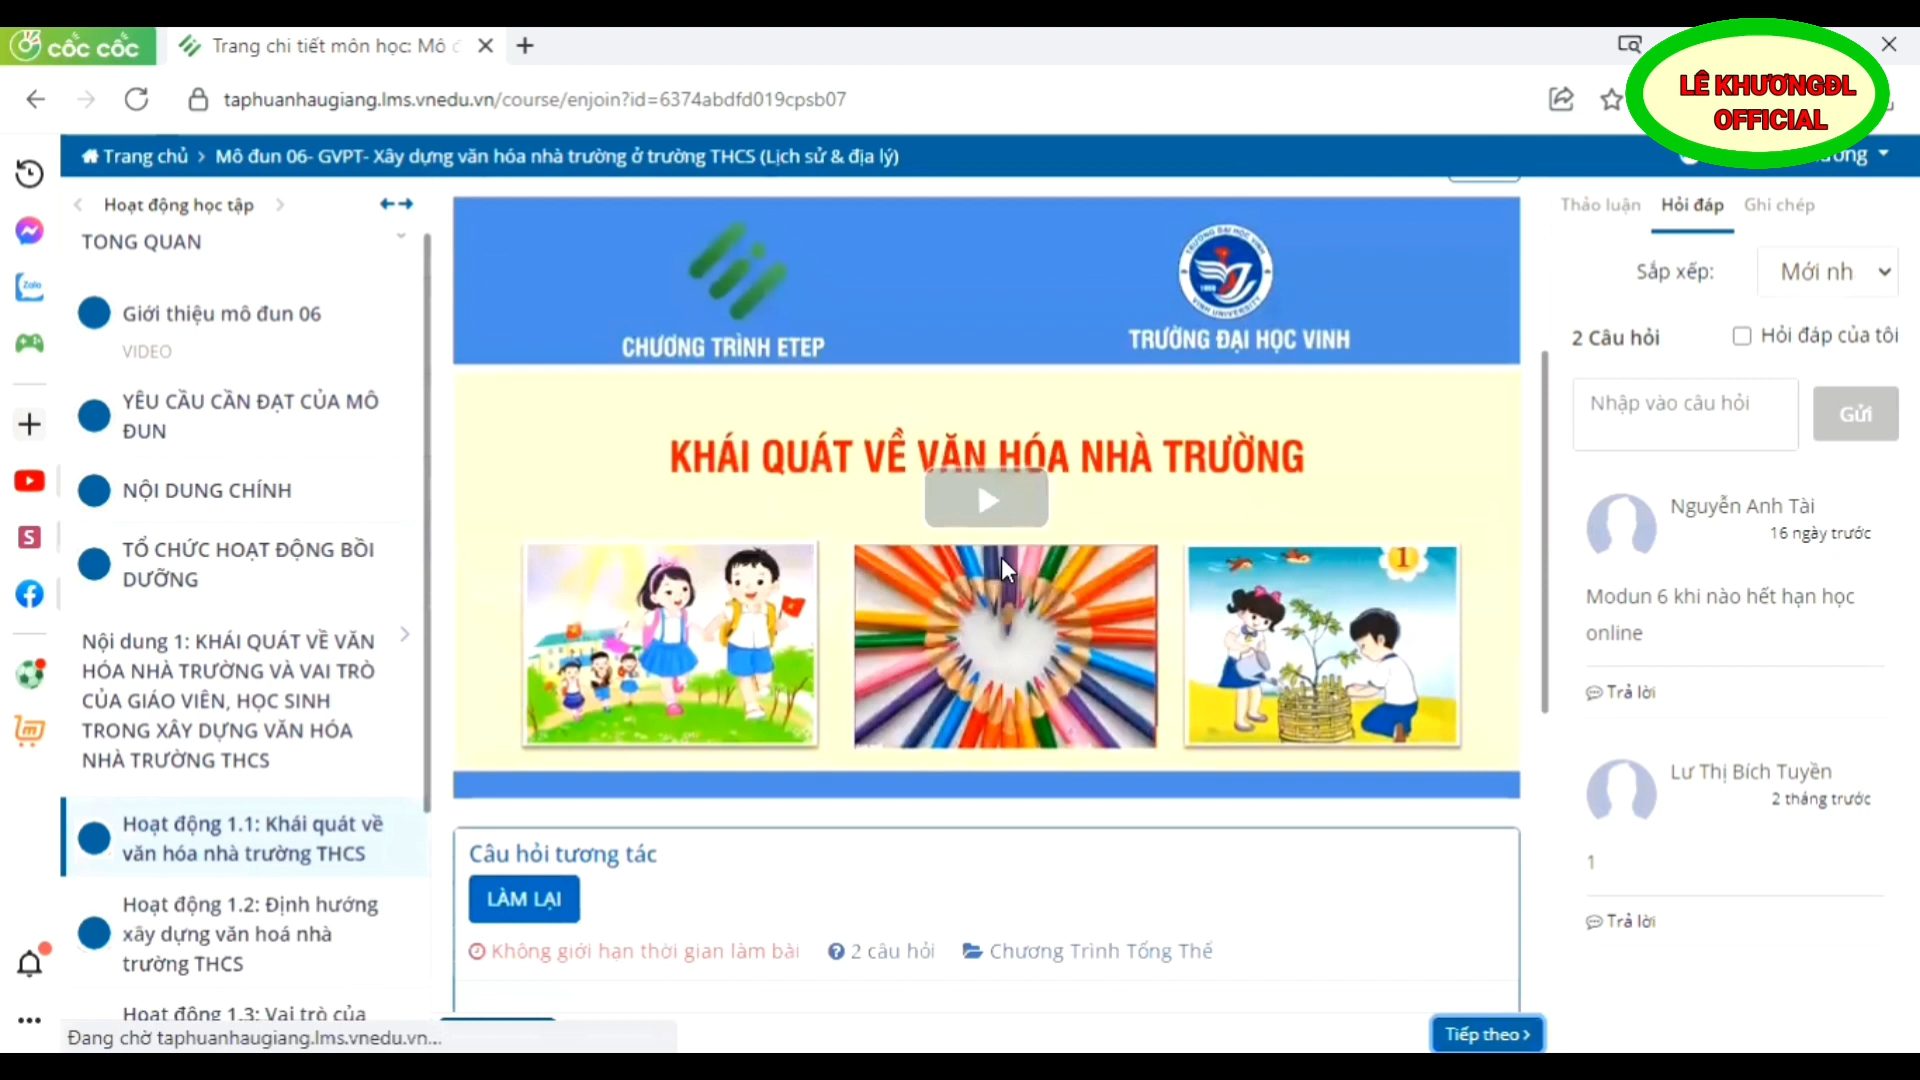 cốc cốc
Trang chi tiết môn học: Mô
LÊ KHƯƠNGĐL
OFFICIAL
taphuanhaugiang.lms.vnedu.vn/course/enjoin?id=6374abdfd019cpsb07
Trang chủ > Mô đun 06- GVPT- Xây dựng văn hóa nhà trường ở trường THCS (Lịch sử & địa lý)
Hoạt động học tập
TONG QUAN
Giới thiệu mô đun 06
VIDEO
YÊU CẦU CẦN ĐẠT CỦA MÔ
ĐUN
NỘI DUNG CHÍNH
TỔ CHỨC HOẠT ĐỘNG BỒI
DƯỠNG
Nội dung 1: KHÁI QUÁT VỀ VĂN
HÓA NHÀ TRƯỜNG VÀ VAI TRÒ
CỦA GIÁO VIÊN, HỌC SINH
TRONG XÂY DỰNG VĂN HÓA
NHÀ TRƯỜNG THCS
Hoạt động 1.1: Khái quát về
văn hóa nhà trường THCS
Hoạt động 1.2: Định hướng
xây dựng văn hoá nhà
trường THCS
Hoạt động 1.3: Vai trò của
Đang chờ taphuanhaugiang.lms.vnedu.vn...
Zalo
S
CHƯƠNG TRÌNH ETEP
TRƯỜNG ĐẠI HỌC VINH
VINH UNIVERSITY
KHÁI QUÁT VỀ VĂN HÓA NHÀ TRƯỜNG
1
Câu hỏi tương tác
LÀM LẠI
Không giới hạn thời gian làm bài
2 câu hỏi
Chương Trình Tổng Thể
Tiếp theo
Thảo luận
Hỏi đáp
Ghi chép
Sắp xếp:
Mới nh
2 Câu hỏi
Hỏi đáp của tôi
Nhập vào câu hỏi
Gửi
Nguyễn Anh Tài
16 ngày trước
Modun 6 khi nào hết hạn học
online
Trả lời
Lư Thị Bích Tuyền
2 tháng trước
1
Trả lời